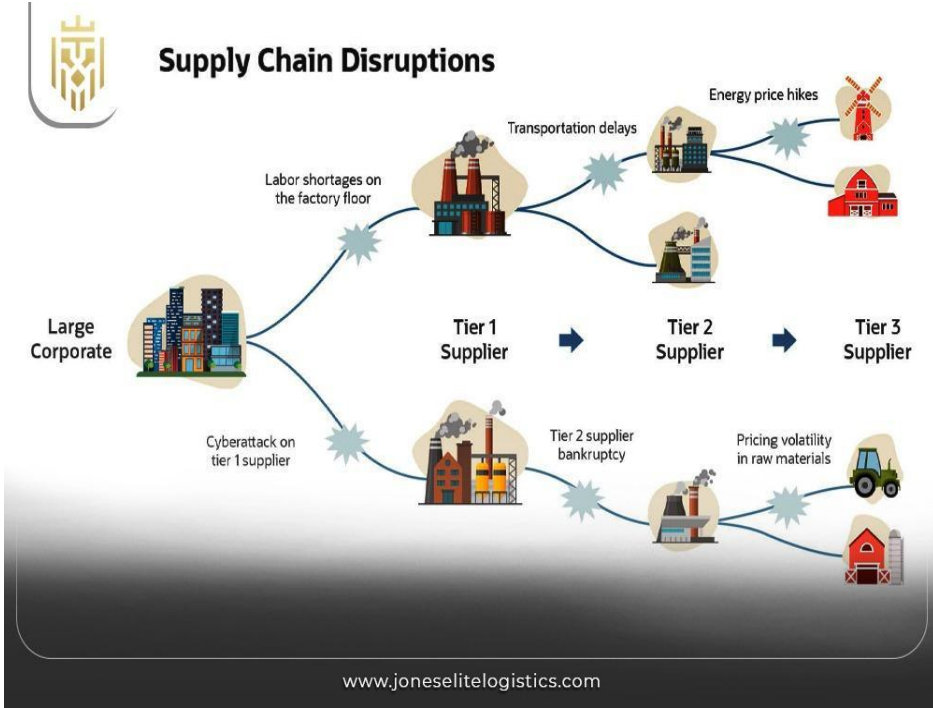 Supply Chain Disruptions
Energy price hikes
Transportation delays
Labor shortages on
the factory floor
Large
Corporate
Tier 1
Supplier
Tier 2
Supplier
Tier 3
Supplier
Cyberattack on
tier 1 supplier
Tier 2 supplier
bankruptcy
Pricing volatility
in raw materials
www.joneselitelogistics.com